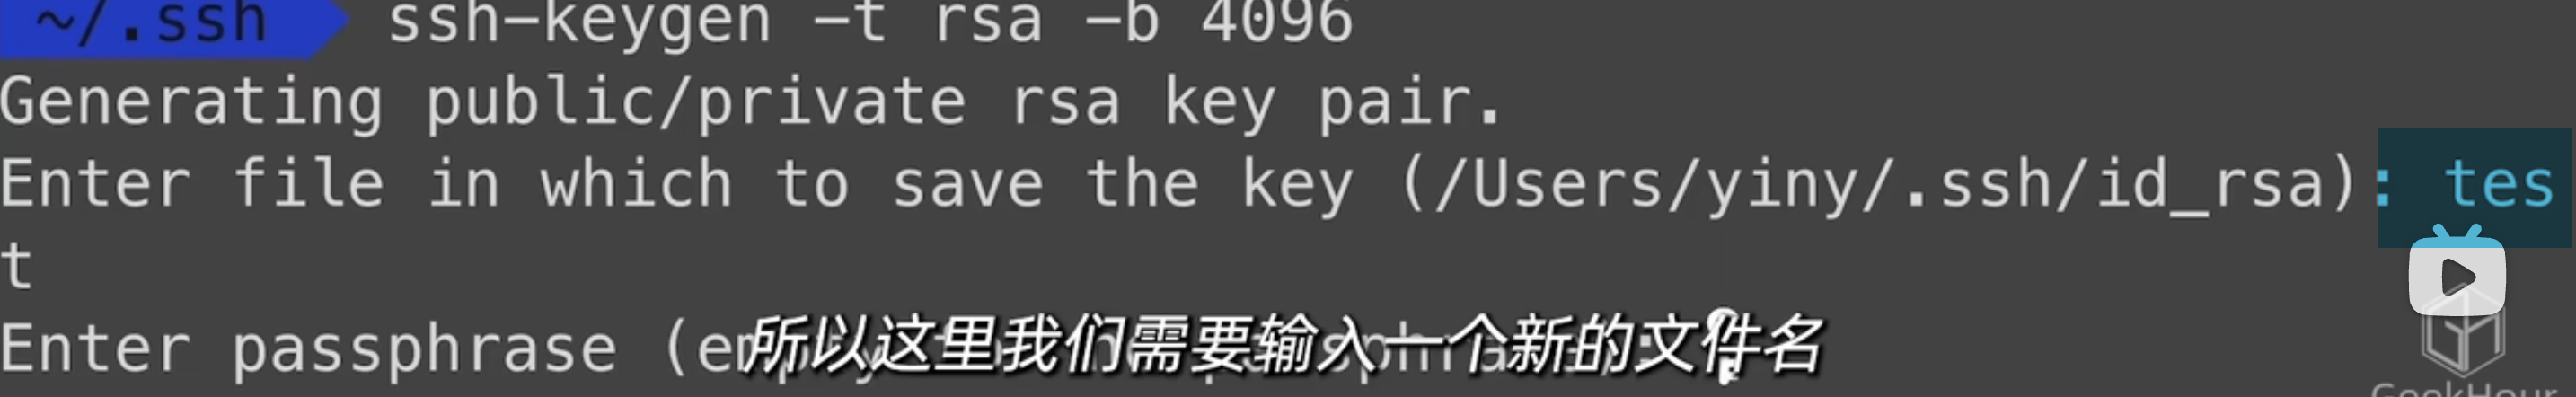 ~/.ssh ssh-keygen -t rsa -b 4096
Generating public/private rsa key pair.
Enter file in which to save the key (/Users/yiny/.ssh/id_rsa): tes
t
Enter passphrase (empty
所以这里我们需要输入一个新的文件名
GeekHour